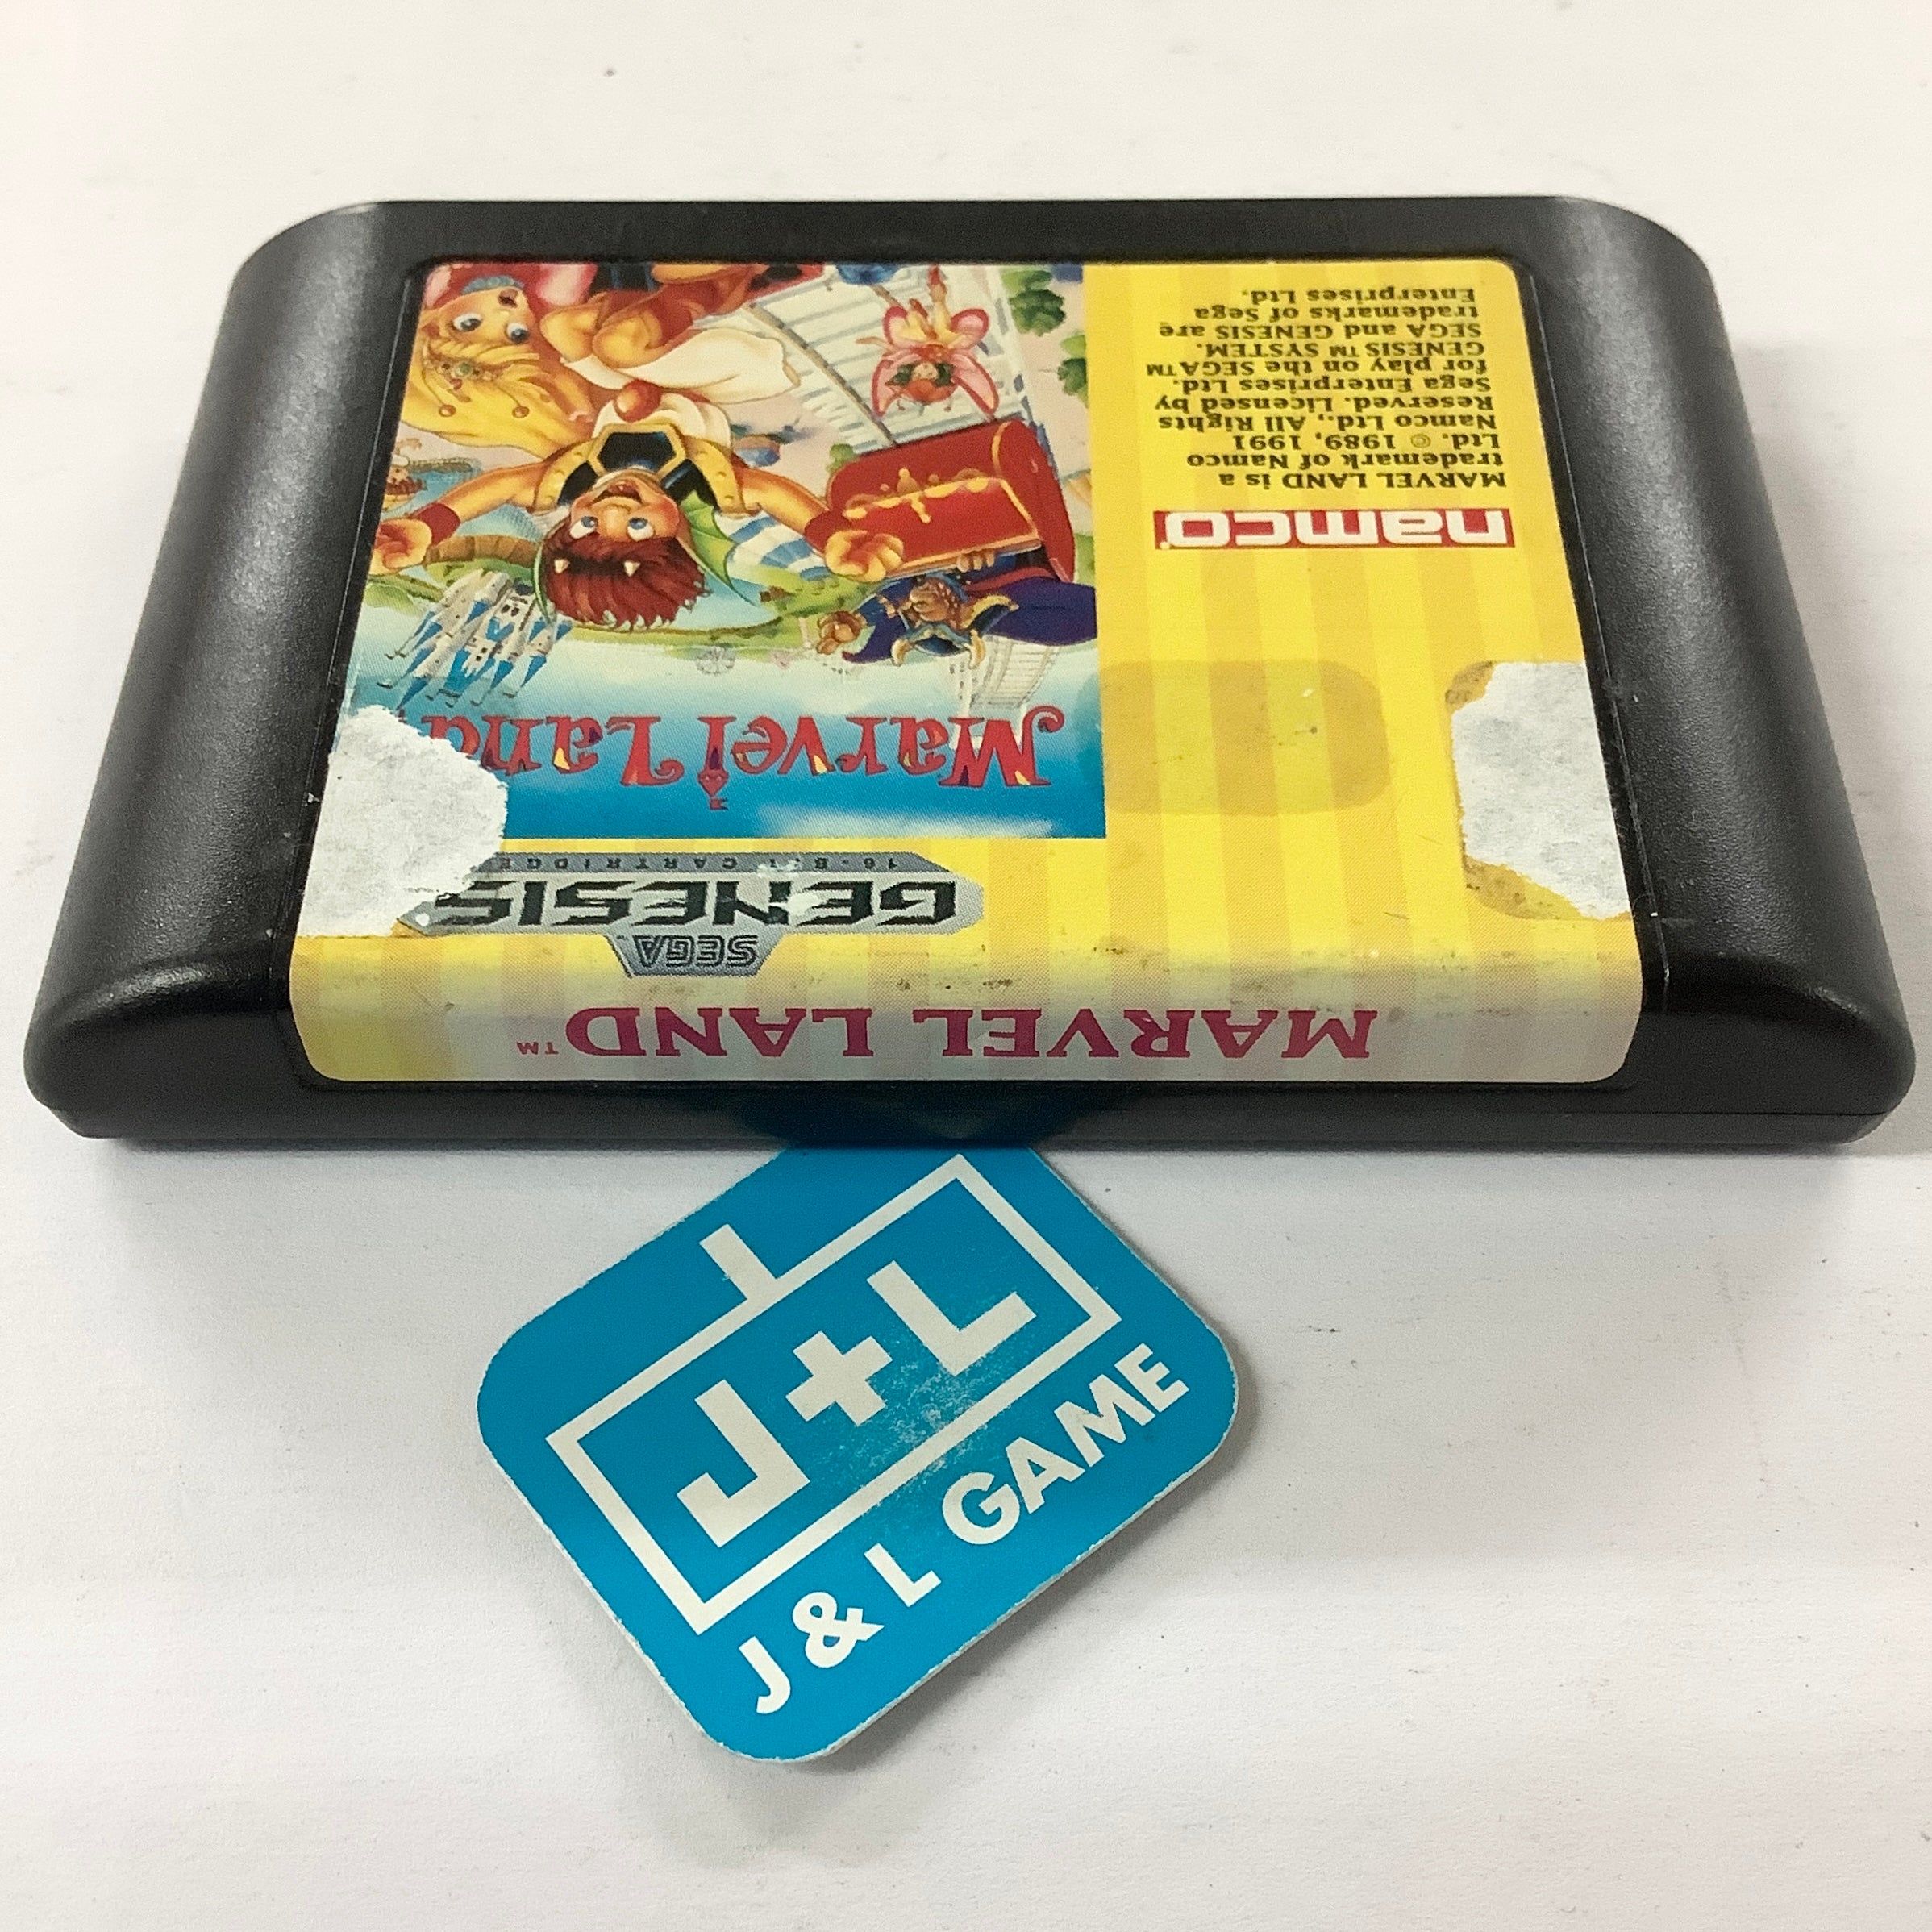 MARVEL LAND™
SEGA™
GENESIS
16-BIT CARTRIDGE
Marvel Land
namco
MARVEL LAND is a
trademark of Namco
Ltd. © 1989, 1991
Namco Ltd., All Rights
Reserved. Licensed by
Sega Enterprises Ltd.
for play on the SEGA™
GENESIS™ SYSTEM.
SEGA and GENESIS are
trademarks of Sega
Enterprises Ltd.
J+L
J & L GAME